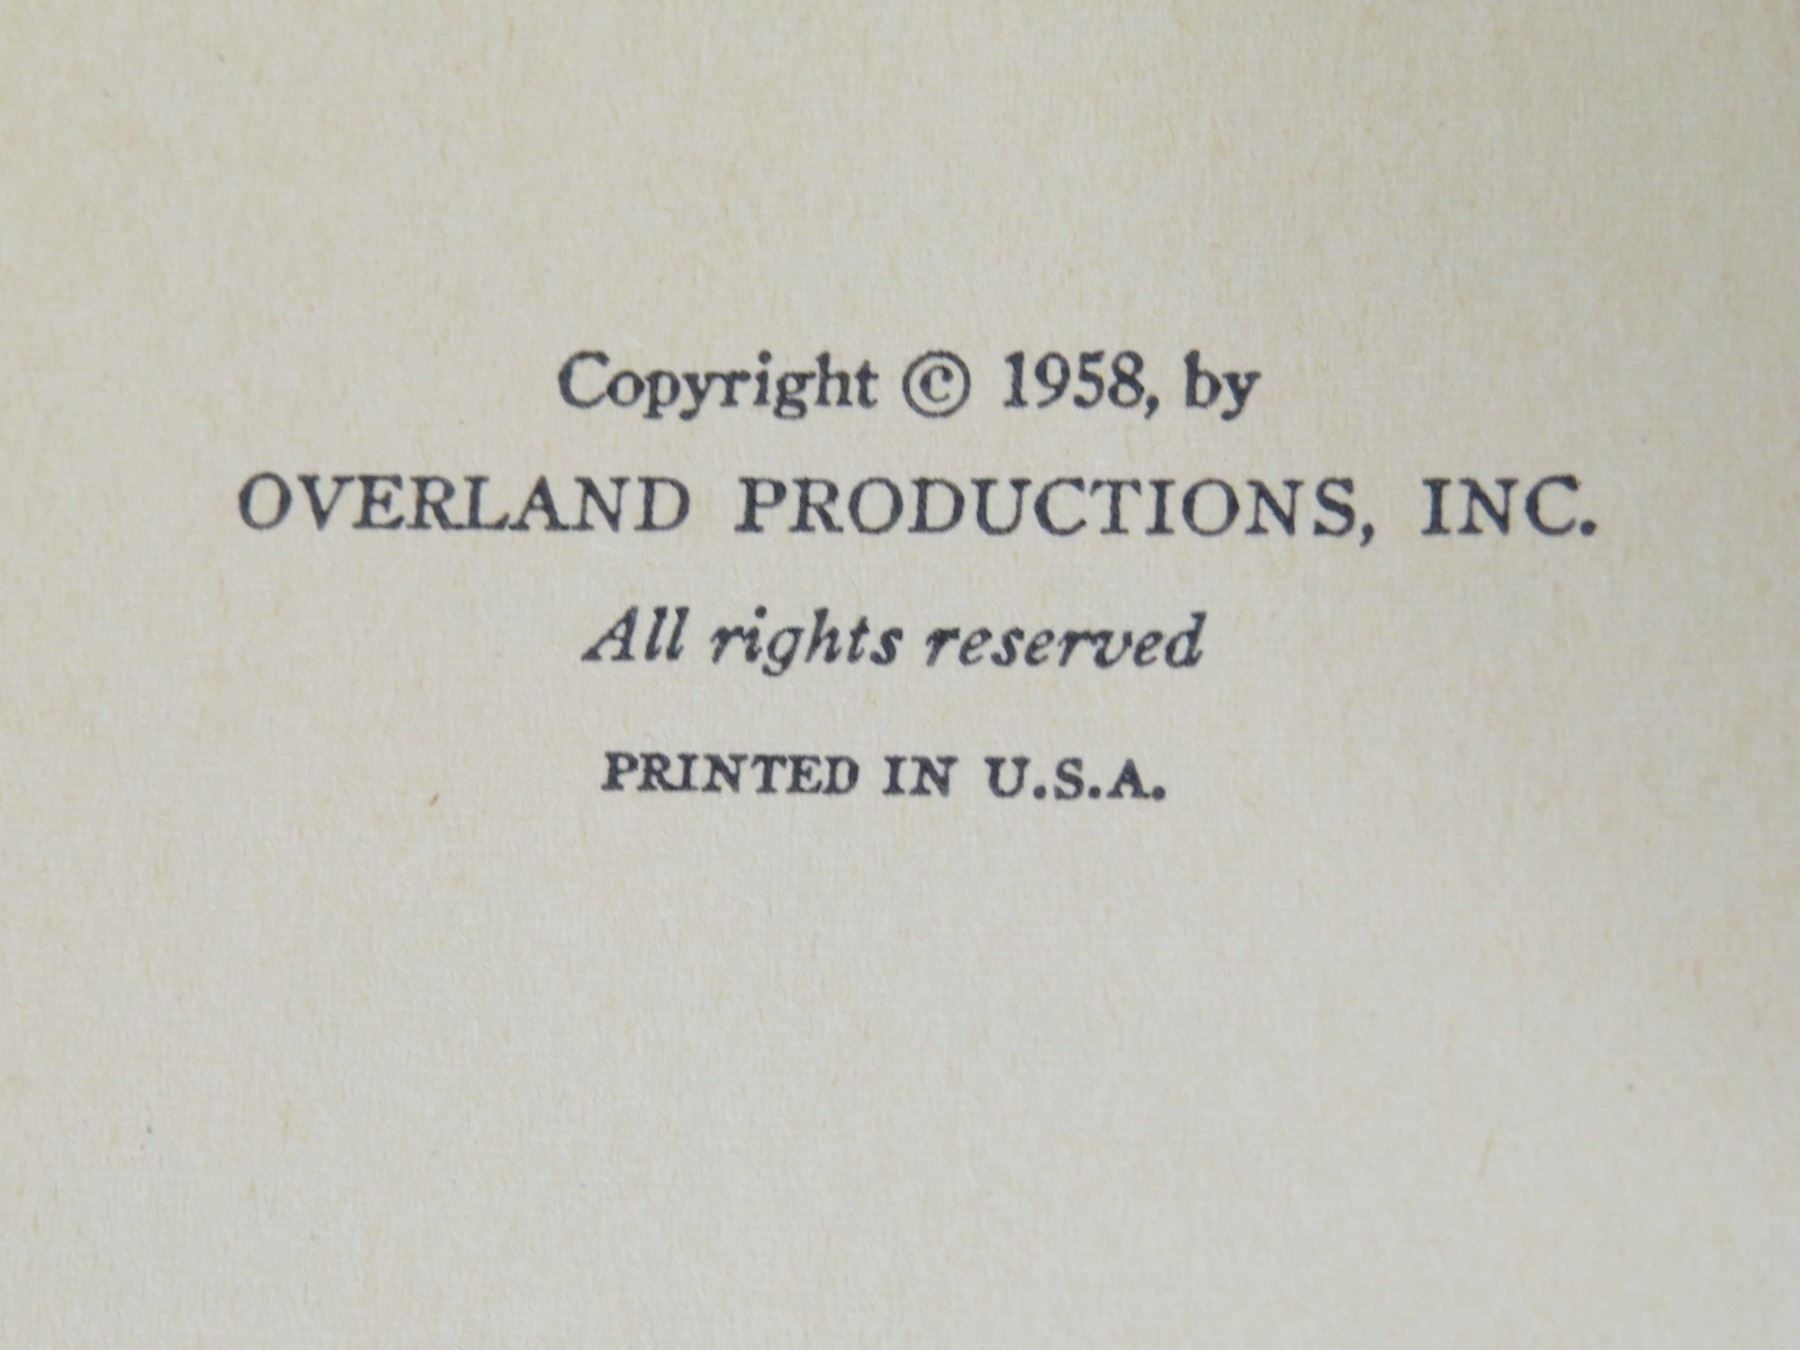 Copyright © 1958, by
OVERLAND PRODUCTIONS, INC.
All rights reserved
PRINTED IN U.S.A.